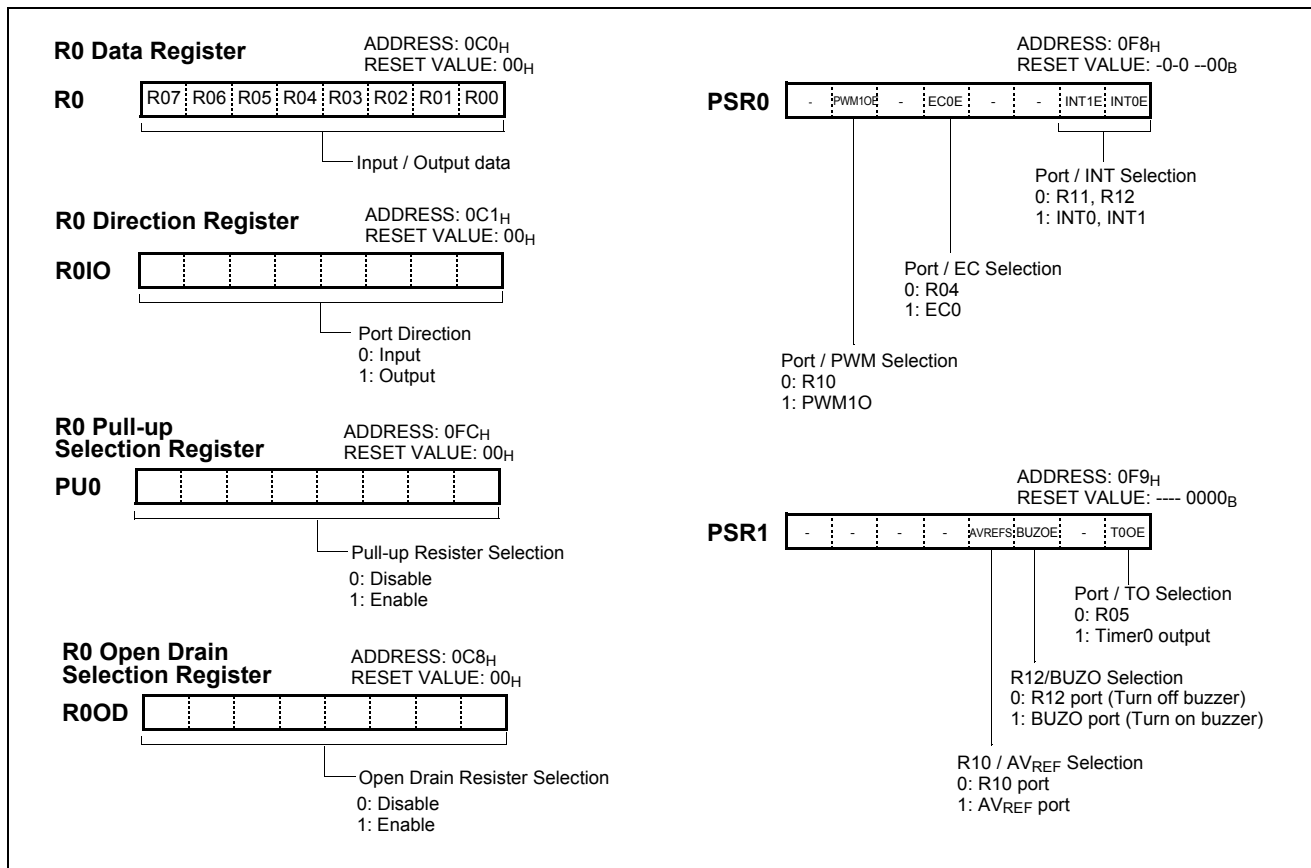 R0 Data Register
ADDRESS: 0C0H
RESET VALUE: 00H
R0
R07 R06 R05 R04 R03 R02 R01 R00
Input / Output data
R0 Direction Register
ADDRESS: 0C1H
RESET VALUE: 00H
R0IO
Port Direction
0: Input
1: Output
R0 Pull-up
Selection Register
ADDRESS: 0FCH
RESET VALUE: 00H
PU0
Pull-up Resister Selection
0: Disable
1: Enable
R0 Open Drain
Selection Register
ADDRESS: 0C8H
RESET VALUE: 00H
R0OD
Open Drain Resister Selection
0: Disable
1: Enable
ADDRESS: 0F8H
RESET VALUE: -0-0 --00B
PSR0
- PWM1OE - EC0E - - INT1E INT0E
Port / INT Selection
0: R11, R12
1: INT0, INT1
Port / EC Selection
0: R04
1: EC0
Port / PWM Selection
0: R10
1: PWM1O
ADDRESS: 0F9H
RESET VALUE: ---- 0000B
PSR1
- - - - AVREFS BUZOE - T0OE
Port / TO Selection
0: R05
1: Timer0 output
R12/BUZO Selection
0: R12 port (Turn off buzzer)
1: BUZO port (Turn on buzzer)
R10 / AVREF Selection
0: R10 port
1: AVREF port